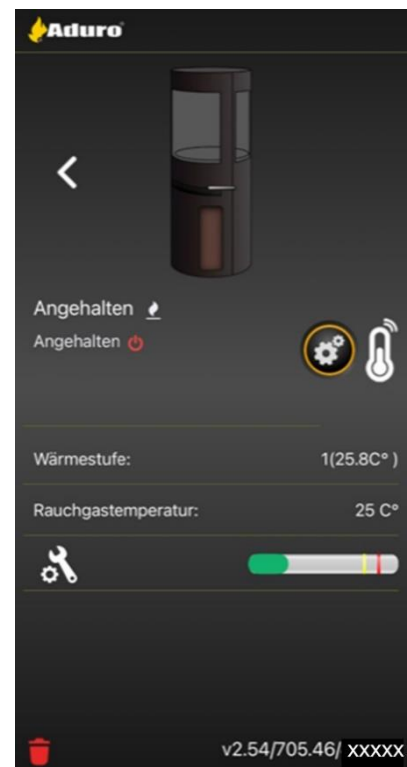 Aduro
Angehalten
Angehalten
Wärmestufe: 1(25.8C° )
Rauchgastemperatur: 25 C°
v2.54/705.46/ XXXXX